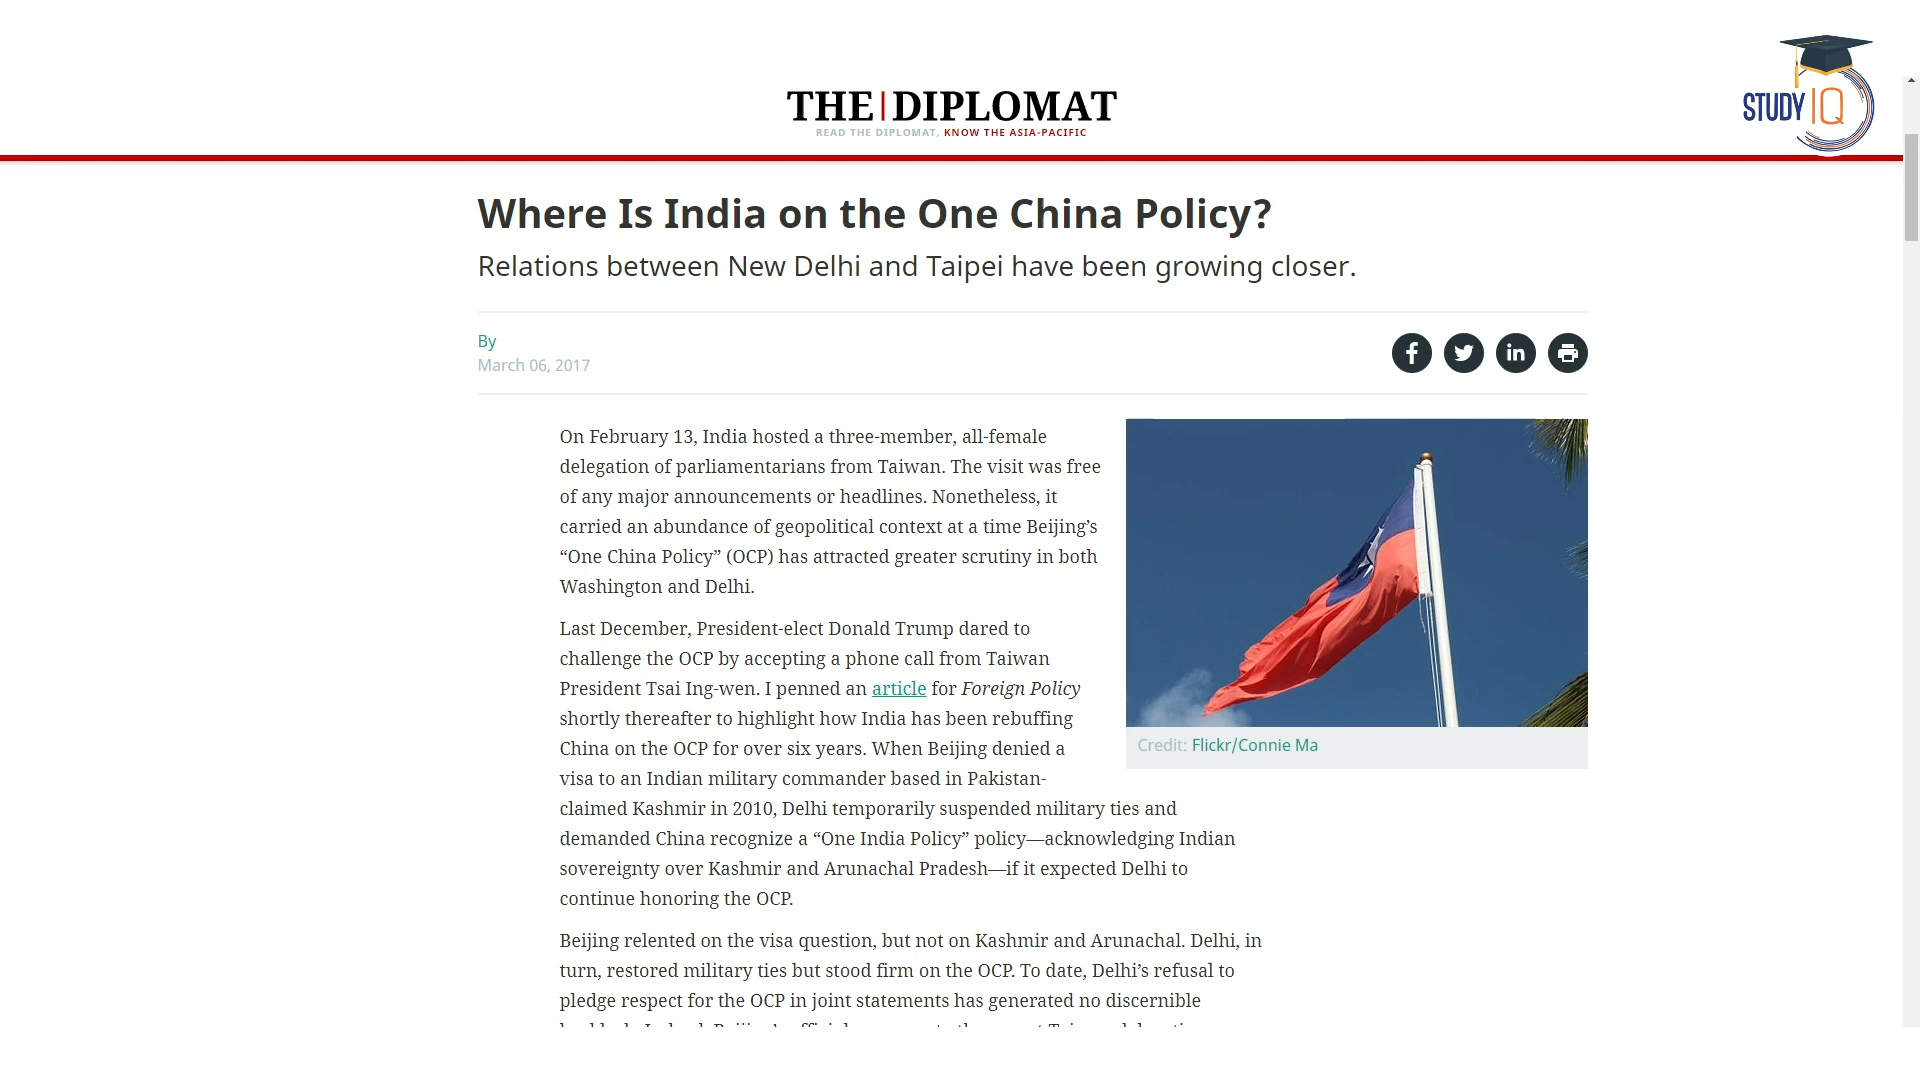 STUDY IQ
THE|DIPLOMAT
READ THE DIPLOMAT, KNOW THE ASIA-PACIFIC
Where Is India on the One China Policy?
Relations between New Delhi and Taipei have been growing closer.
By
March 06, 2017
On February 13, India hosted a three-member, all-female
delegation of parliamentarians from Taiwan. The visit was free
of any major announcements or headlines. Nonetheless, it
carried an abundance of geopolitical context at a time Beijing’s
“One China Policy” (OCP) has attracted greater scrutiny in both
Washington and Delhi.
Last December, President-elect Donald Trump dared to
challenge the OCP by accepting a phone call from Taiwan
President Tsai Ing-wen. I penned an article for Foreign Policy
shortly thereafter to highlight how India has been rebuffing
China on the OCP for over six years. When Beijing denied a
visa to an Indian military commander based in Pakistan-
claimed Kashmir in 2010, Delhi temporarily suspended military ties and
demanded China recognize a “One India Policy” policy—acknowledging Indian
sovereignty over Kashmir and Arunachal Pradesh—if it expected Delhi to
continue honoring the OCP.
Credit: Flickr/Connie Ma
Beijing relented on the visa question, but not on Kashmir and Arunachal. Delhi, in
turn, restored military ties but stood firm on the OCP. To date, Delhi’s refusal to
pledge respect for the OCP in joint statements has generated no discernible